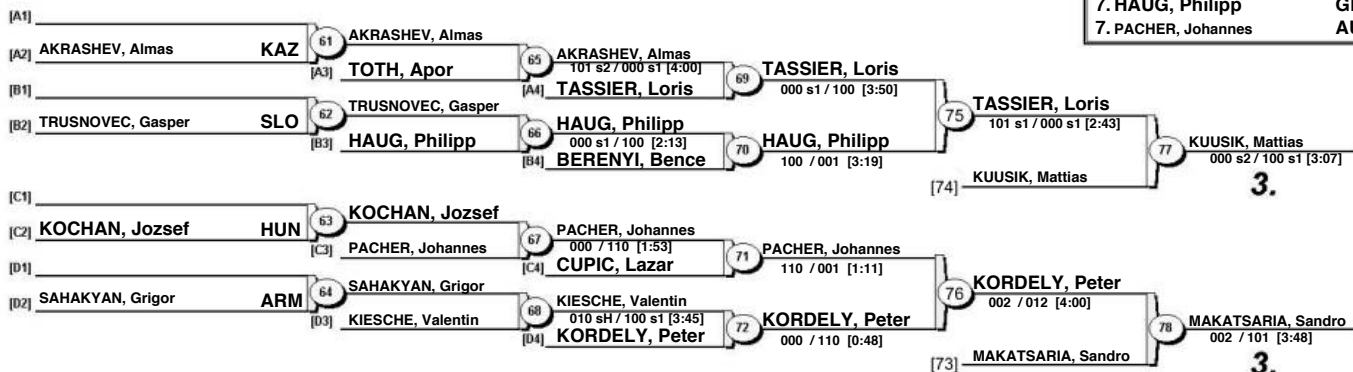 7. HAUG, Philipp
7. PACHER, Johannes
[A1]
[A2] AKRASHEV, Almas KAZ
61
AKRASHEV, Almas
[A3] TOTH, Apor
65
AKRASHEV, Almas
101 s2 / 000 s1 [4:00]
[A4] TASSIER, Loris
69
TASSIER, Loris
000 s1 / 100 [3:50]
[B1]
[B2] TRUSNOVEC, Gasper SLO
62
TRUSNOVEC, Gasper
[B3] HAUG, Philipp
66
HAUG, Philipp
000 s1 / 100 [2:13]
[B4] BERENYI, Bence
70
HAUG, Philipp
100 / 001 [3:19]
75
TASSIER, Loris
101 s1 / 000 s1 [2:43]
[74] KUUSIK, Mattias
77
KUUSIK, Mattias
000 s2 / 100 s1 [3:07]
3.
[C1]
[C2] KOCHAN, Jozsef HUN
63
KOCHAN, Jozsef
[C3] PACHER, Johannes
67
PACHER, Johannes
000 / 110 [1:53]
[C4] CUPIC, Lazar
71
PACHER, Johannes
110 / 001 [1:11]
[D1]
[D2] SAHAKYAN, Grigor ARM
64
SAHAKYAN, Grigor
[D3] KIESCHE, Valentin
68
KIESCHE, Valentin
010 sH / 100 s1 [3:45]
[D4] KORDELY, Peter
72
KORDELY, Peter
000 / 110 [0:48]
76
KORDELY, Peter
002 / 012 [4:00]
[73] MAKATSARIA, Sandro
78
MAKATSARIA, Sandro
002 / 101 [3:48]
3.